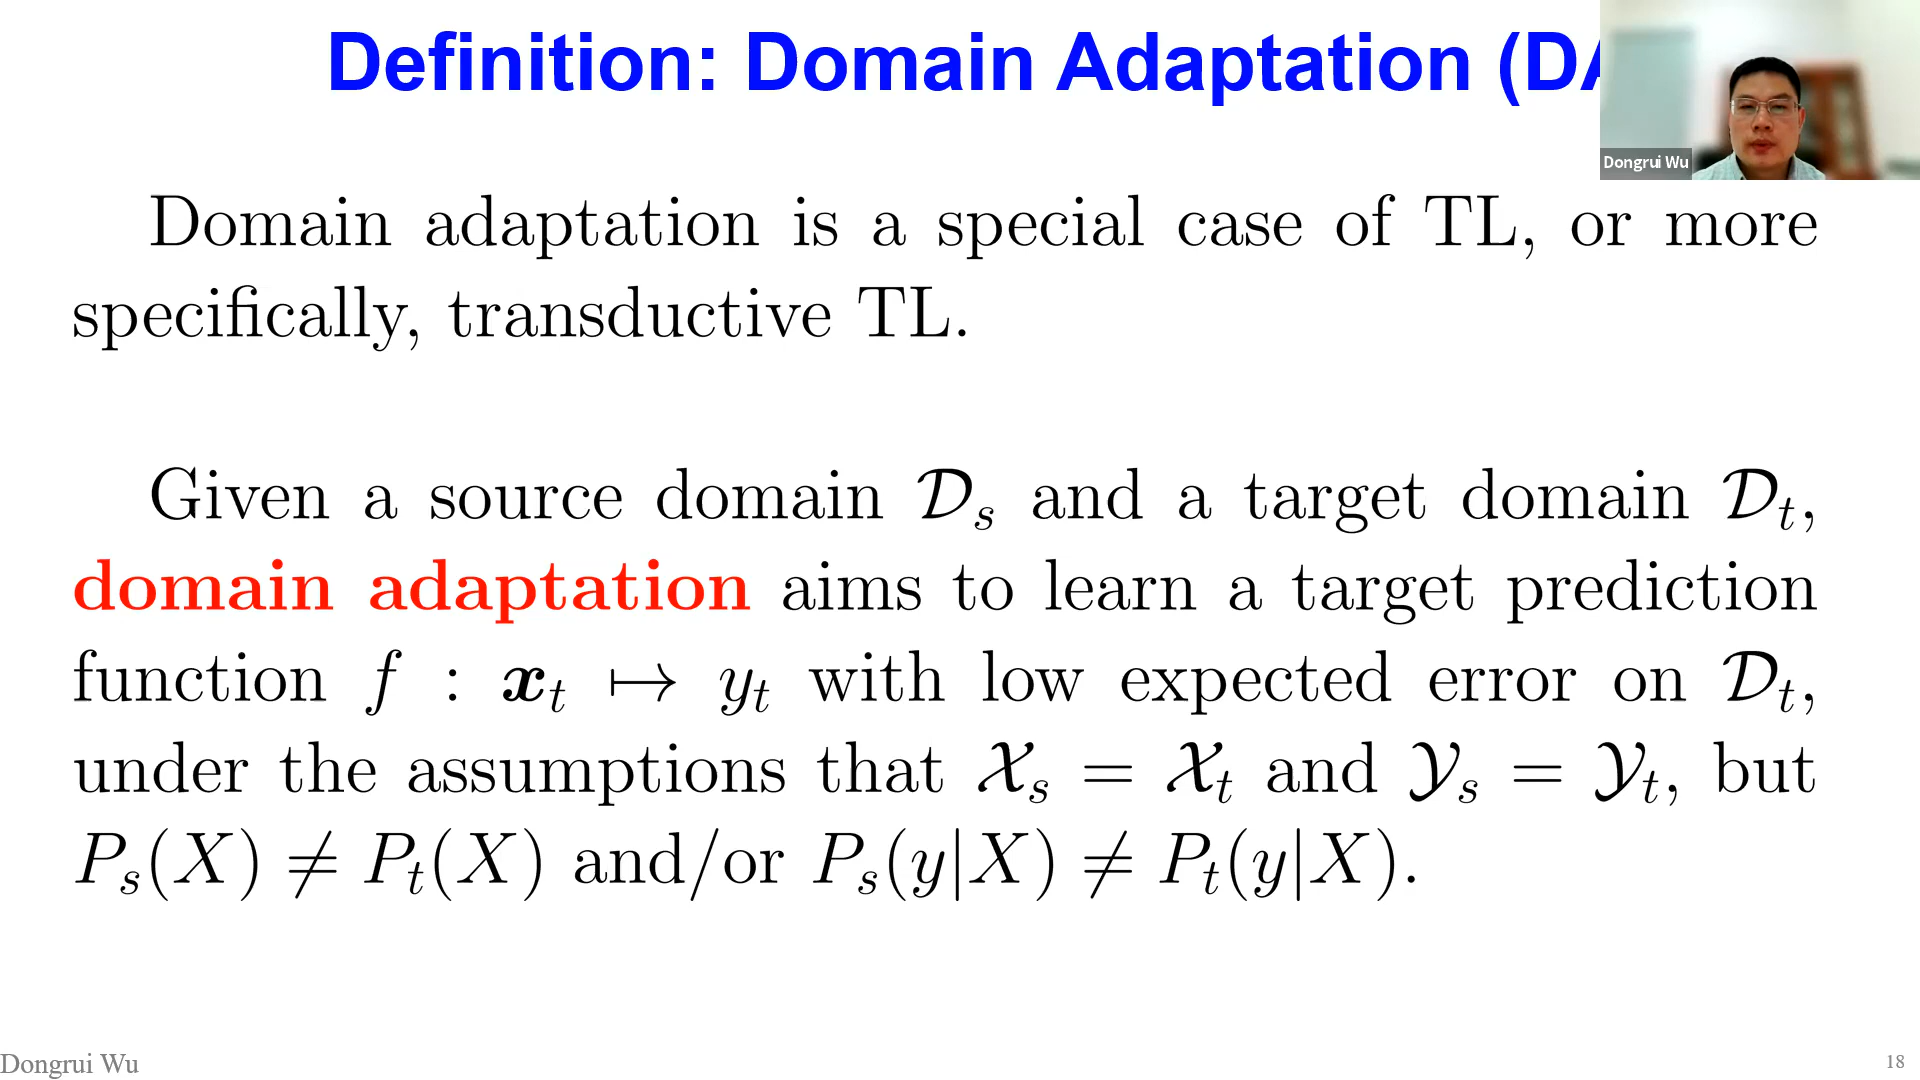 Definition: Domain Adaptation (DA
Dongrui Wu
Domain adaptation is a special case of TL, or more
specifically, transductive TL.
Given a source domain 𝒟ₛ and a target domain 𝒟ₜ,
domain adaptation aims to learn a target prediction
function f : 𝒙ₜ ↦ yₜ with low expected error on 𝒟ₜ,
under the assumptions that 𝒳ₛ = 𝒳ₜ and 𝒴ₛ = 𝒴ₜ, but
Pₛ(X) ≠ Pₜ(X) and/or Pₛ(y|X) ≠ Pₜ(y|X).
Dongrui Wu
18